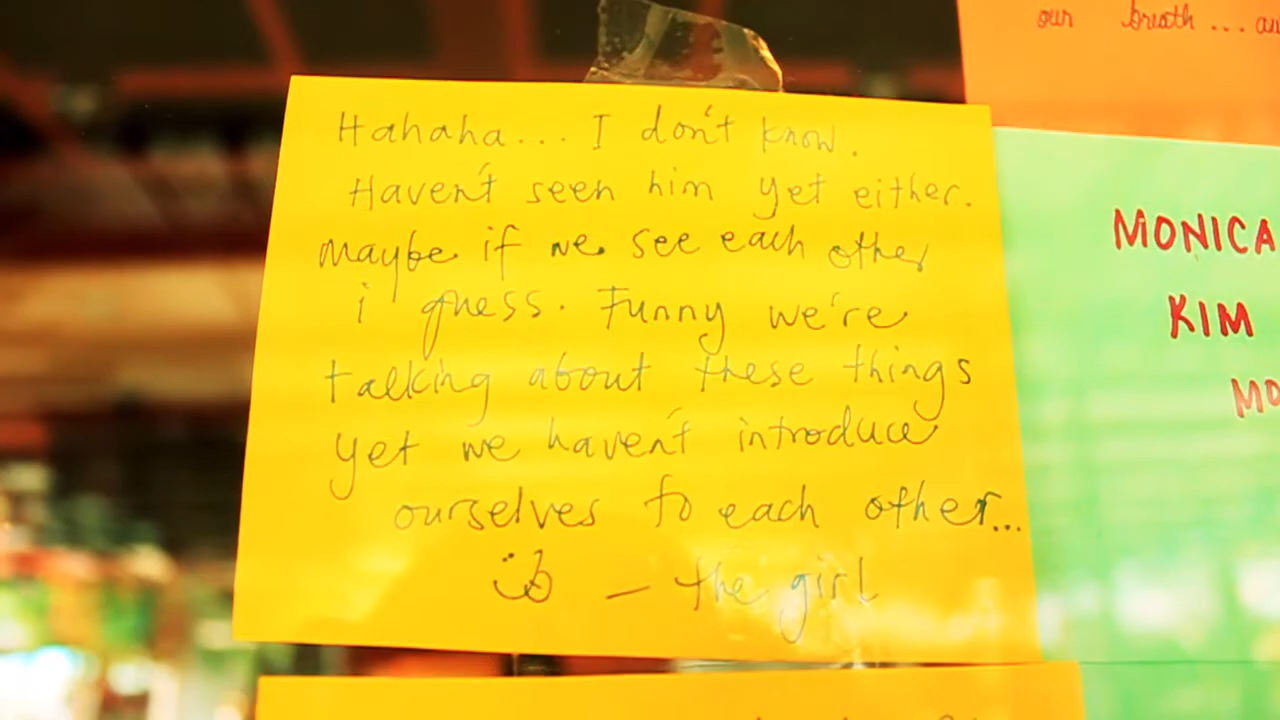 our breath ... 
Hahaha... I don't know.
Haven't seen him yet either.
Maybe if we see each other
i guess. Funny we're
talking about these things
yet we haven't introduce
ourselves to each other...
— the girl
MONICA
KIM
MO